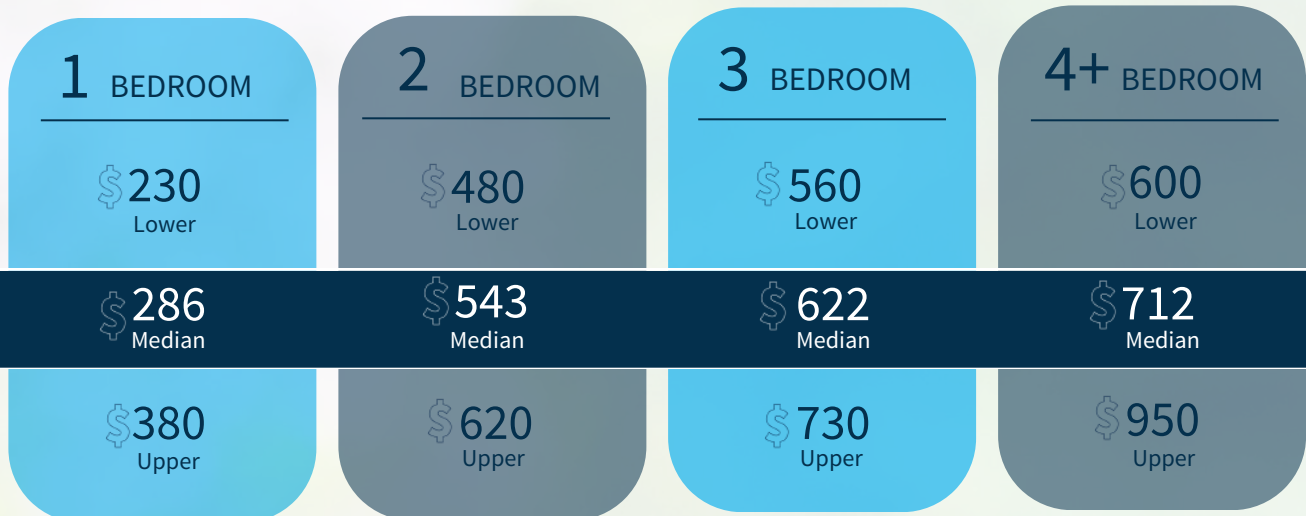 1 BEDROOM
$230
Lower
$286
Median
$380
Upper
2 BEDROOM
$480
Lower
$543
Median
$620
Upper
3 BEDROOM
$560
Lower
$622
Median
$730
Upper
4+ BEDROOM
$600
Lower
$712
Median
$950
Upper